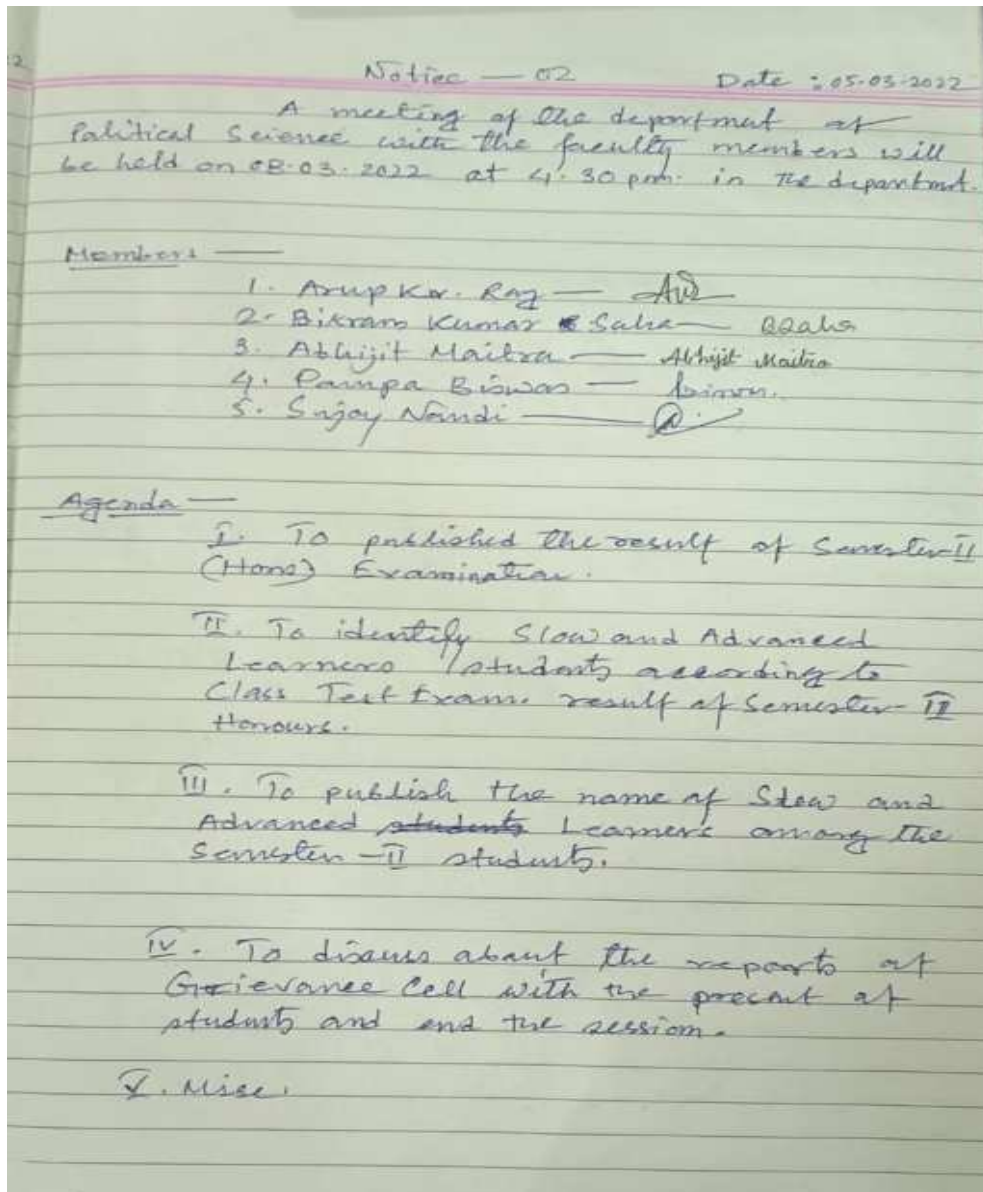 2
Notice — 02
Date : 05.03.2022
A meeting of the department of
Political Science with the faculty members will
be held on 08.03.2022 at 4.30 pm. in the department.
Members —
1. Arup Kr. Roy —
2. Bikram Kumar Saha —
3. Abhijit Maitra — Abhijit Maitra
4. Pampa Biswas —
5. Sujoy Nandi —
Agenda —
I. To published the result of Semester-II
(Hons) Examination.
II. To identify Slow and Advanced
Learners / students according to
Class Test Exam. result of Semester-II
Honours.
III. To publish the name of Slow and
Advanced students Learners among the
Semester-II students.
IV. To discuss about the reports of
Grievance Cell with the precent of
students and end the session.
V. Misc.